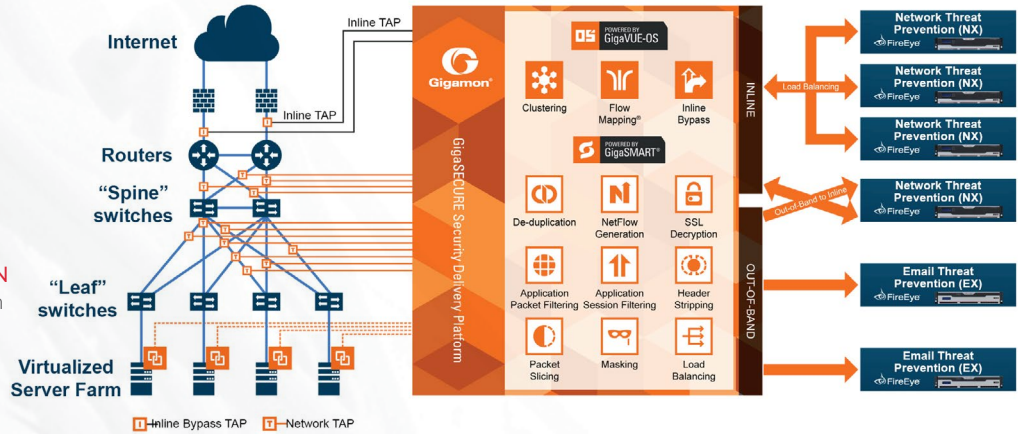 Internet
Routers
“Spine”
switches
N
“Leaf”
switches
Virtualized
Server Farm
Inline TAP
Inline TAP
I Inline Bypass TAP
T Network TAP
Gigamon®
GigaSECURE Security Delivery Platform
OS POWERED BY
GigaVUE-OS
Clustering
Flow
Mapping®
Inline
Bypass
POWERED BY
GigaSMART®
De-duplication
NetFlow
Generation
SSL
Decryption
Application
Packet Filtering
Application
Session Filtering
Header
Stripping
Packet
Slicing
Masking
Load
Balancing
INLINE
OUT-OF-BAND
Load Balancing
Out-of-Band to Inline
Network Threat
Prevention (NX)
FireEye
Network Threat
Prevention (NX)
FireEye
Network Threat
Prevention (NX)
FireEye
Network Threat
Prevention (NX)
FireEye
Email Threat
Prevention (EX)
FireEye
Email Threat
Prevention (EX)
FireEye